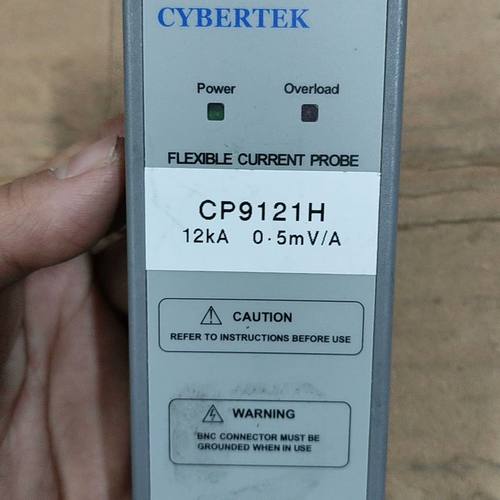 CYBERTEK
Power Overload
FLEXIBLE CURRENT PROBE
CP9121H
12kA 0.5mV/A
CAUTION
REFER TO INSTRUCTIONS BEFORE USE
WARNING
BNC CONNECTOR MUST BE
GROUNDED WHEN IN USE